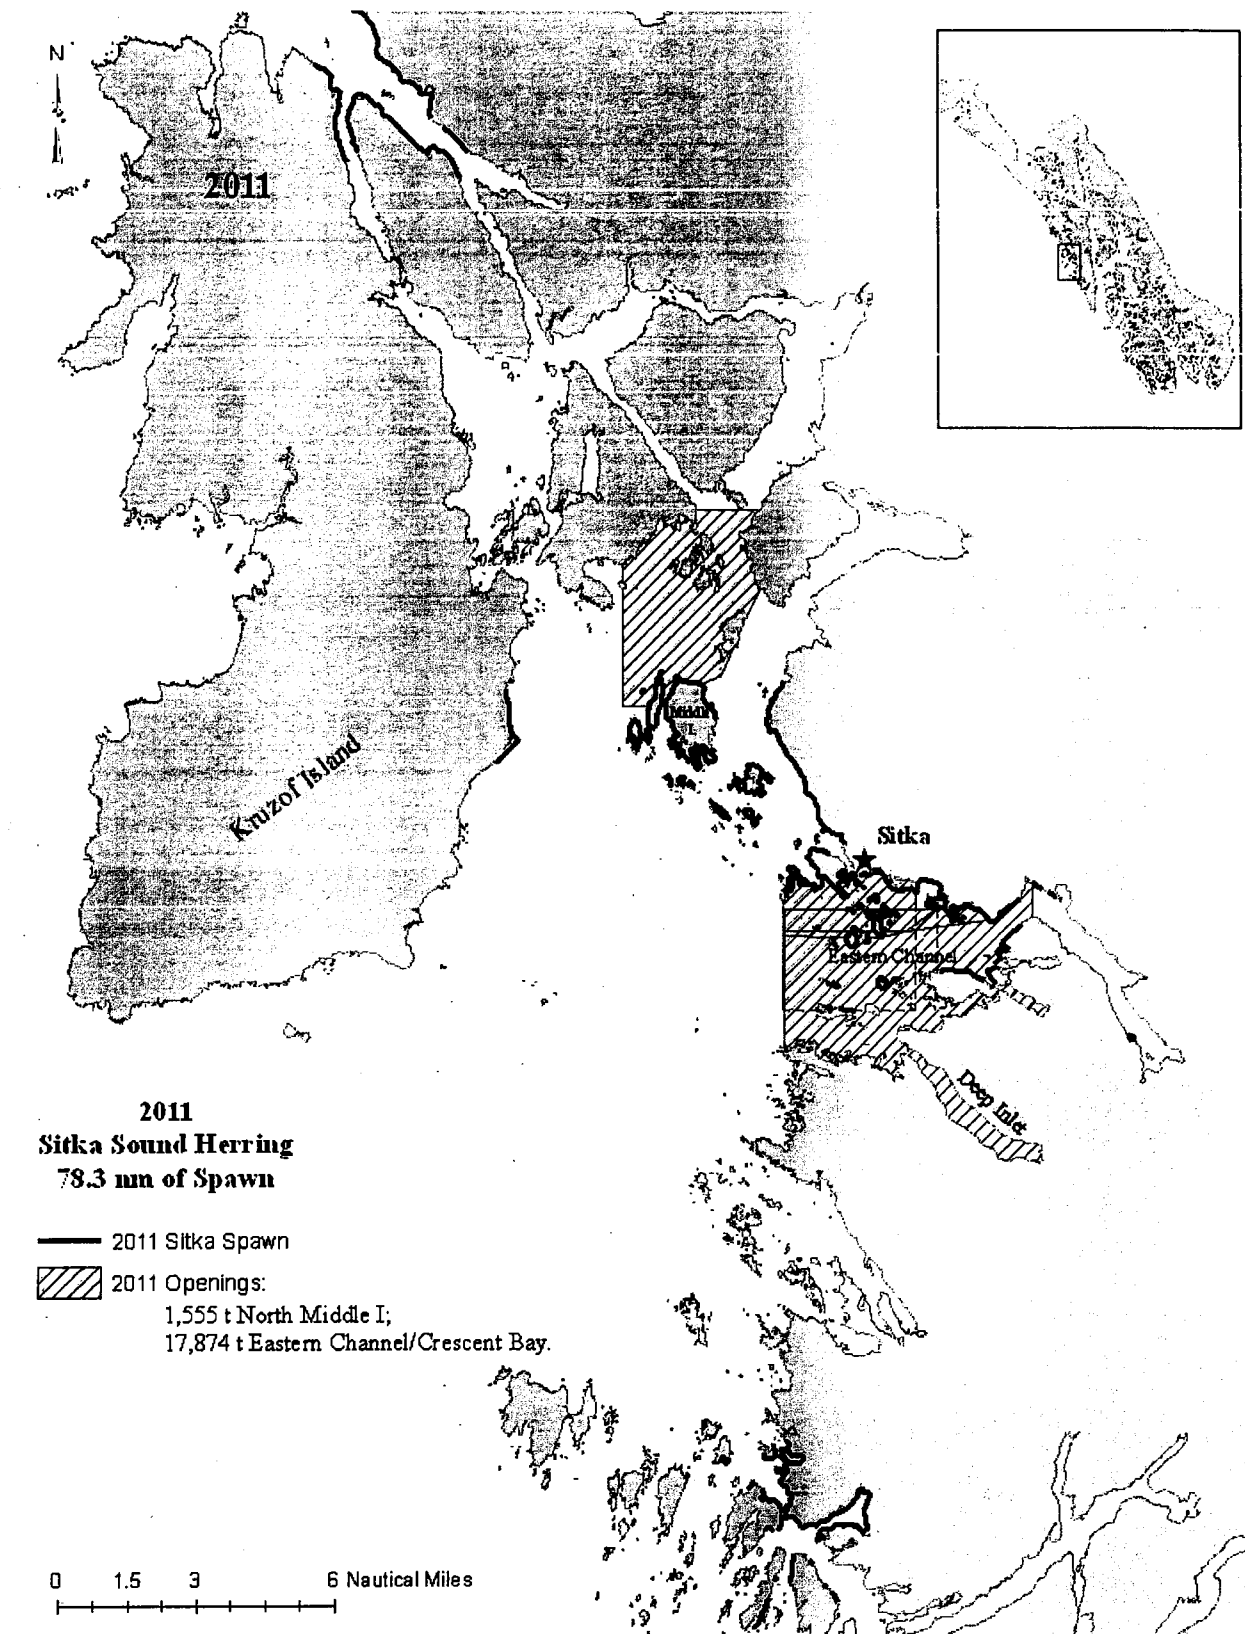 N
2011
Middle
I.
Kruzof Island
Sitka
Eastern Channel
Deep Inlet
2011
Sitka Sound Herring
78.3 nm of Spawn
2011 Sitka Spawn
2011 Openings:
1,555 t North Middle I;
17,874 t Eastern Channel/Crescent Bay.
0 1.5 3 6 Nautical Miles